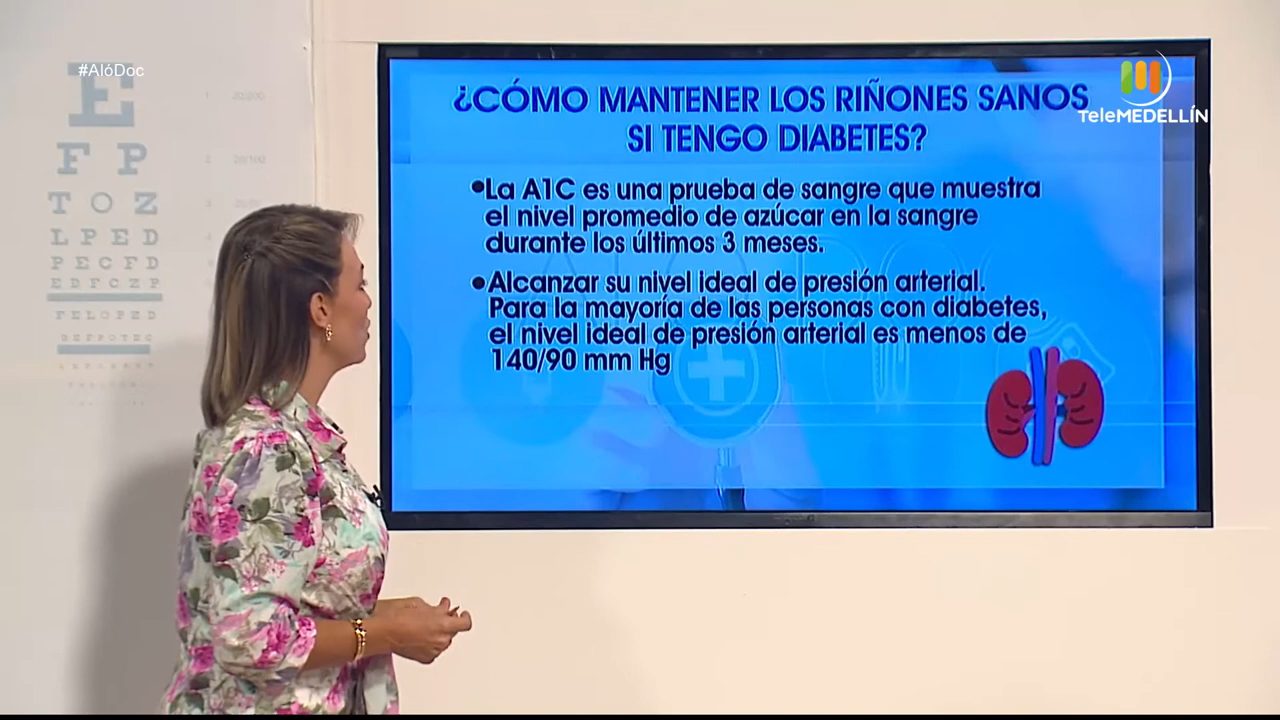 #AlóDoc
TeleMEDELLÍN
¿CÓMO MANTENER LOS RIÑONES SANOS
SI TENGO DIABETES?
•La A1C es una prueba de sangre que muestra
el nivel promedio de azúcar en la sangre
durante los últimos 3 meses.
•Alcanzar su nivel ideal de presión arterial.
Para la mayoría de las personas con diabetes,
el nivel ideal de presión arterial es menos de
140/90 mm Hg
E
F P
T O Z
L P E D
P E C F D
E D F C Z P